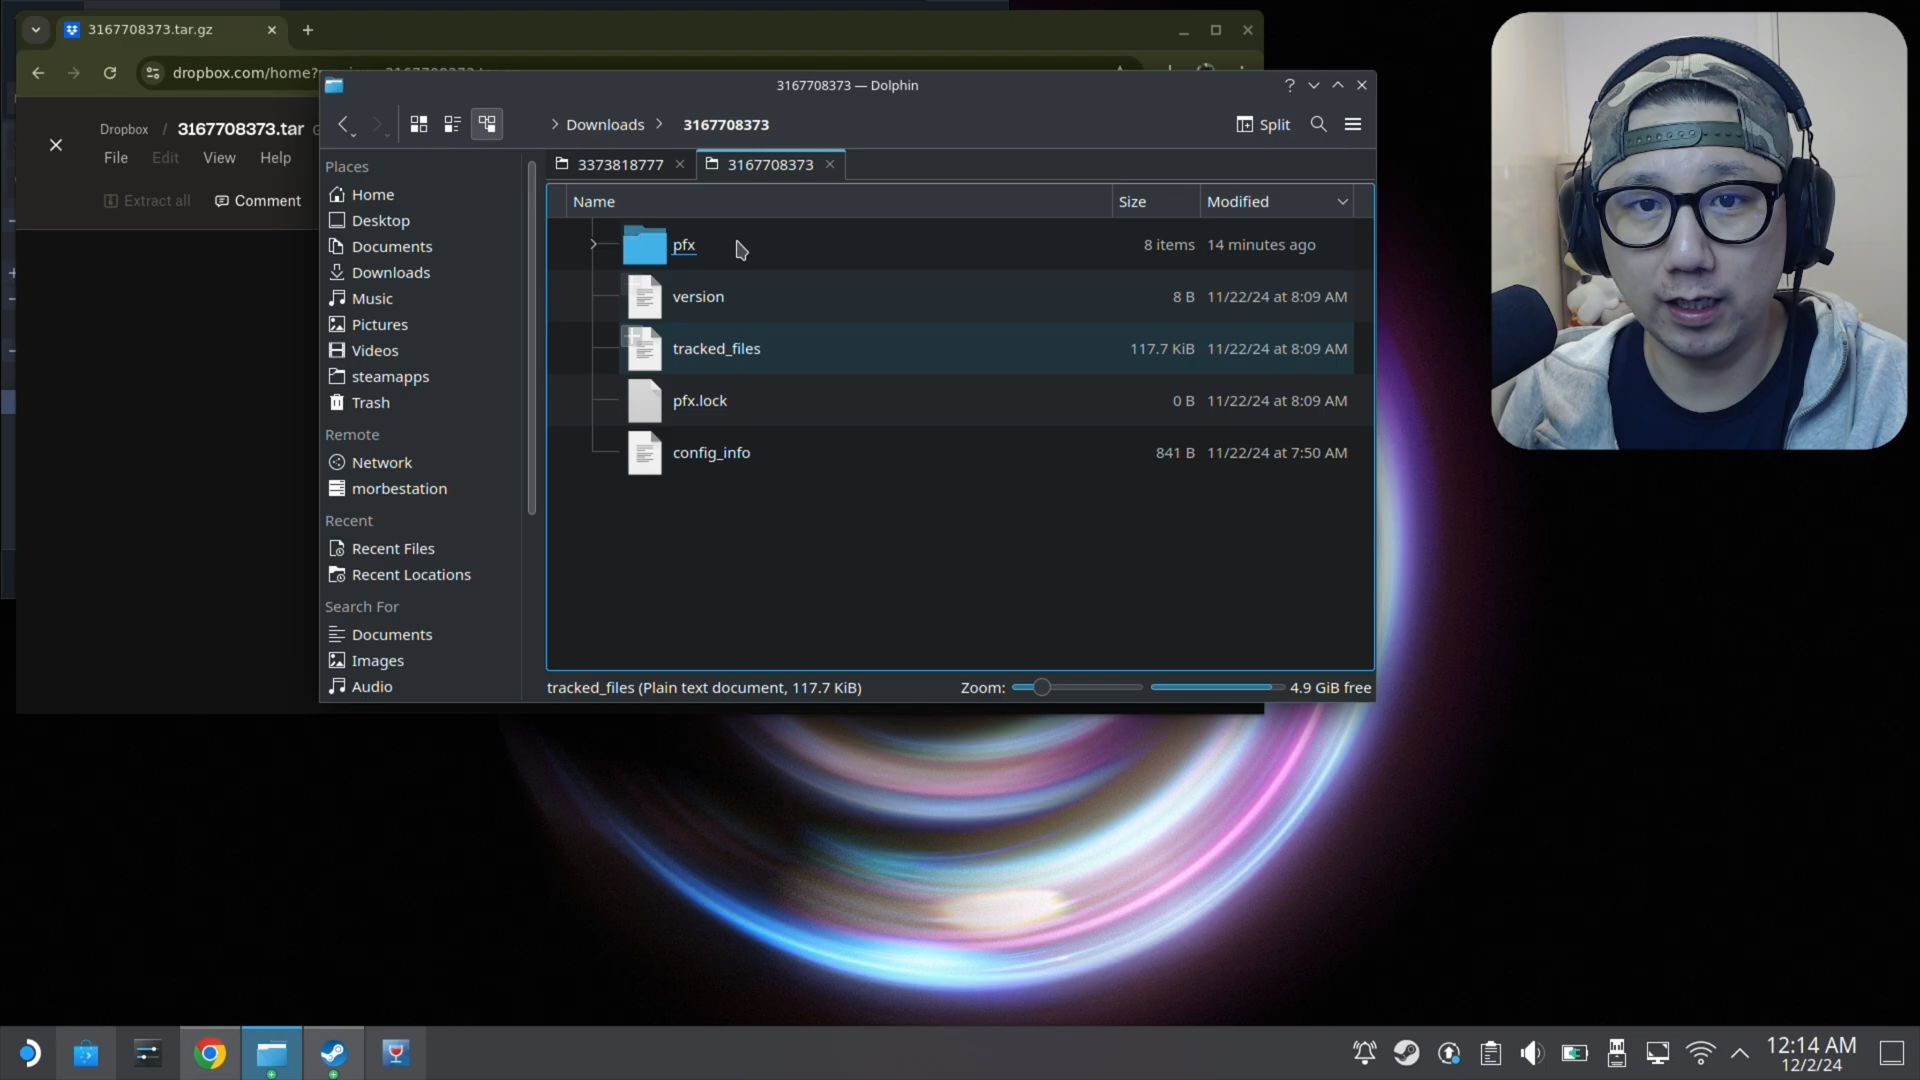 3167708373.tar.gz
dropbox.com/home?
Dropbox / 3167708373.tar
File Edit View Help
Extract all Comment
3167708373 — Dolphin
Downloads 3167708373
Split
3373818777
3167708373
Places
Home
Desktop
Documents
Downloads
Music
Pictures
Videos
steamapps
Trash
Remote
Network
morbestation
Recent
Recent Files
Recent Locations
Search For
Documents
Images
Audio
Name Size Modified
pfx 8 items 14 minutes ago
version 8 B 11/22/24 at 8:09 AM
tracked_files 117.7 KiB 11/22/24 at 8:09 AM
pfx.lock 0 B 11/22/24 at 8:09 AM
config_info 841 B 11/22/24 at 7:50 AM
tracked_files (Plain text document, 117.7 KiB) Zoom: 4.9 GiB free
12:14 AM
12/2/24